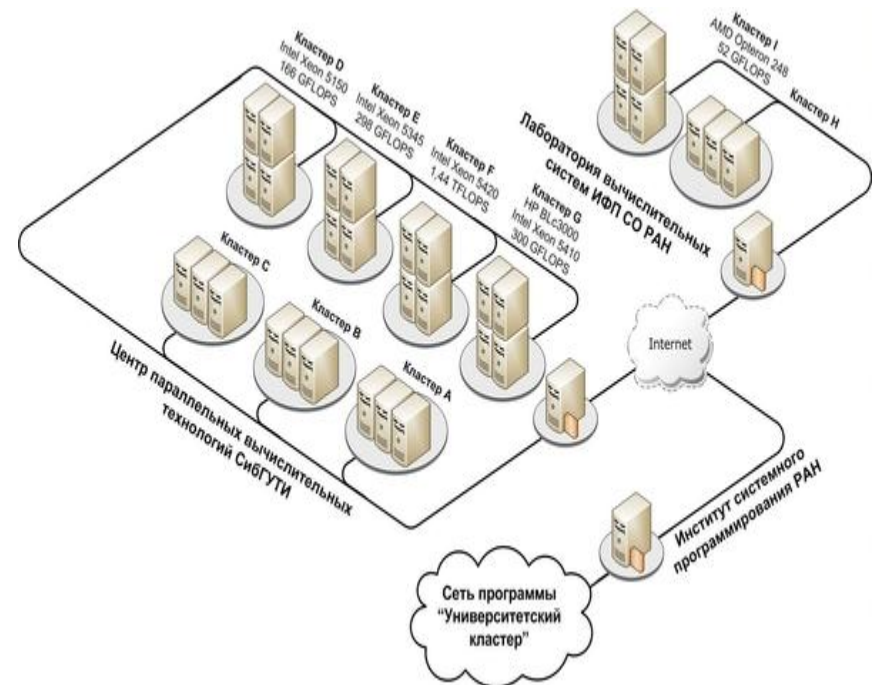 Кластер D
Intel Xeon 5150
166 GFLOPS
Кластер E
Intel Xeon 5345
298 GFLOPS
Кластер F
Intel Xeon 5420
1,44 TFLOPS
Кластер G
HP BLc3000
Intel Xeon 5410
300 GFLOPS
Кластер I
AMD Opteron 248
52 GFLOPS
Кластер H
Лаборатория вычислительных
систем ИФП СО РАН
Кластер C
Кластер B
Кластер A
Центр параллельных вычислительных
технологий СибГУТИ
Internet
Институт системного
программирования РАН
Сеть программы
“Университетский
кластер”